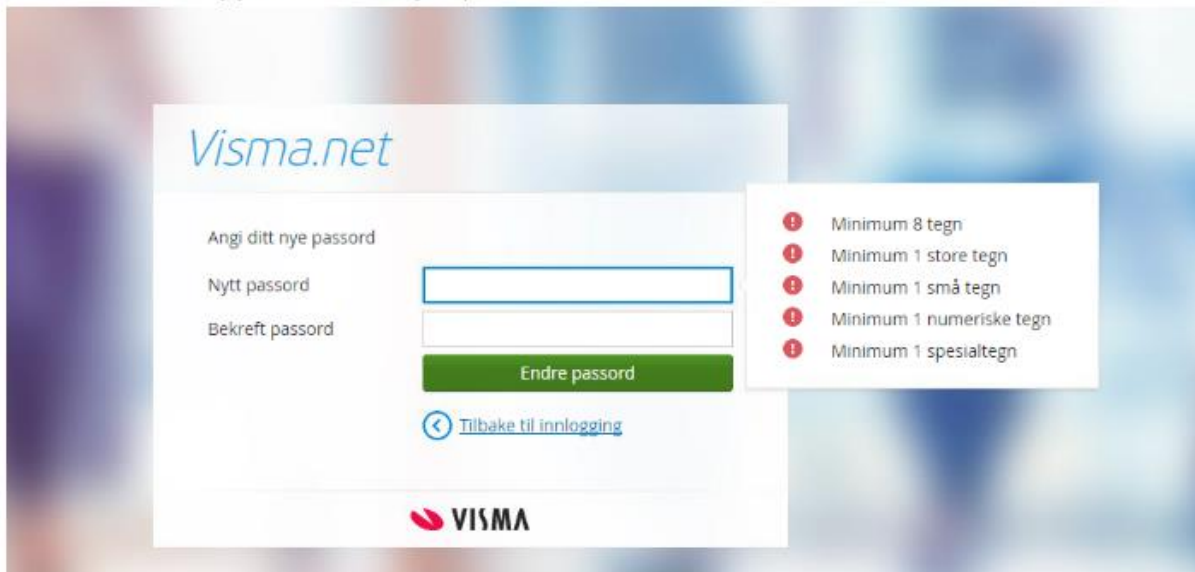 Visma.net
Angi ditt nye passord
Nytt passord
Bekreft passord
Endre passord
Tilbake til innlogging
VISMA
Minimum 8 tegn
Minimum 1 store tegn
Minimum 1 små tegn
Minimum 1 numeriske tegn
Minimum 1 spesialtegn